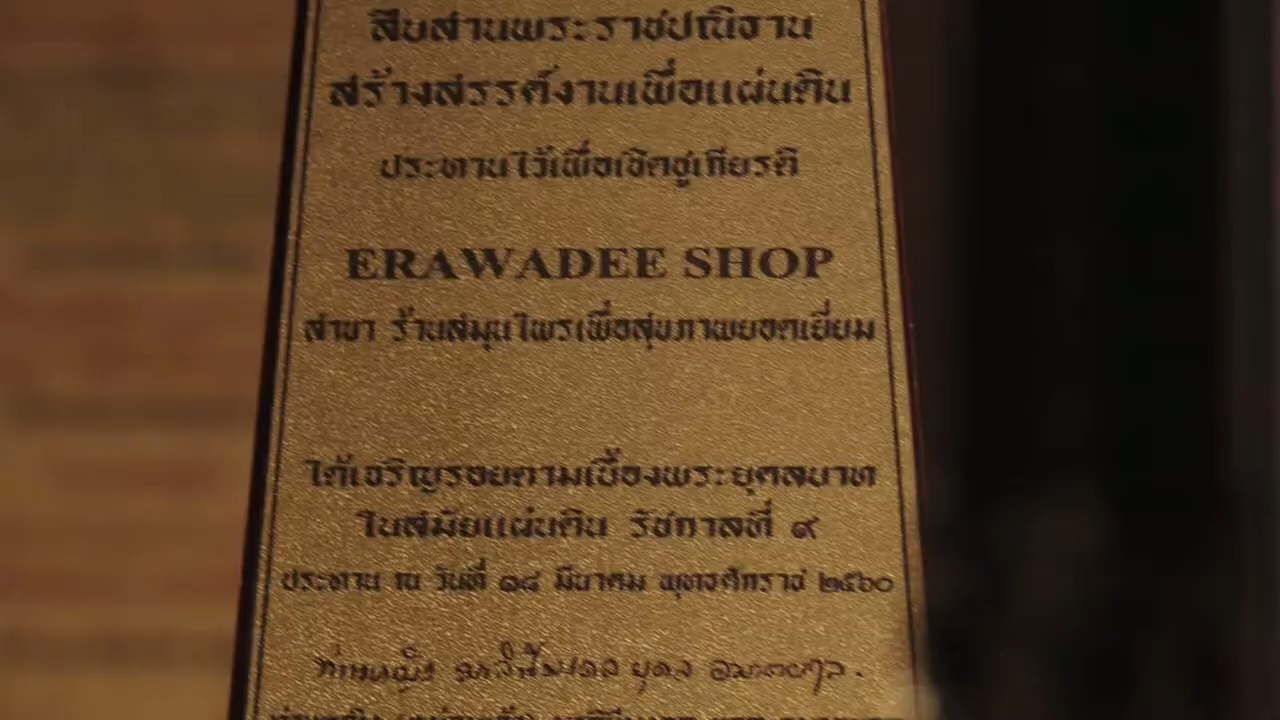 สืบสานพระราชปณิธาน
สร้างสรรค์งานเพื่อแผ่นดิน
ประทานไว้เพื่อเชิดชูเกียรติ
ERAWADEE SHOP
สาขา ร้านสมุนไพรเพื่อสุขภาพยอดเยี่ยม
ได้เจริญรอยตามเบื้องพระยุคลบาท
ในสมัยแผ่นดิน รัชกาลที่ ๙
ประทาน ณ วันที่ ๑๘ มีนาคม พุทธศักราช ๒๕๖๐
ท่านหญิง